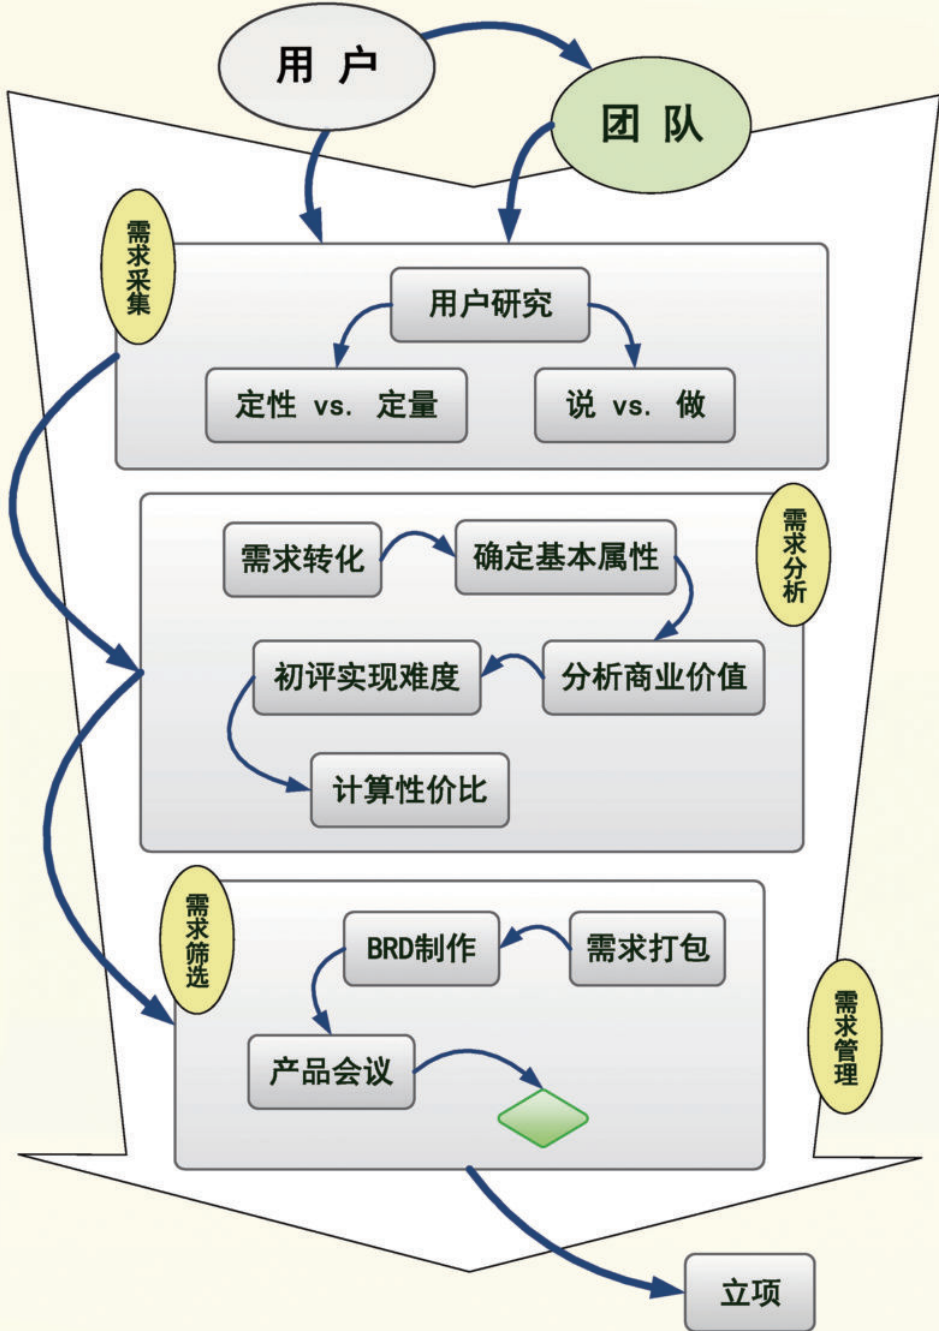 用 户
团 队
需求采集
用户研究
定性 vs. 定量
说 vs. 做
需求分析
需求转化
确定基本属性
初评实现难度
分析商业价值
计算性价比
需求筛选
BRD制作
需求打包
需求管理
产品会议
立项